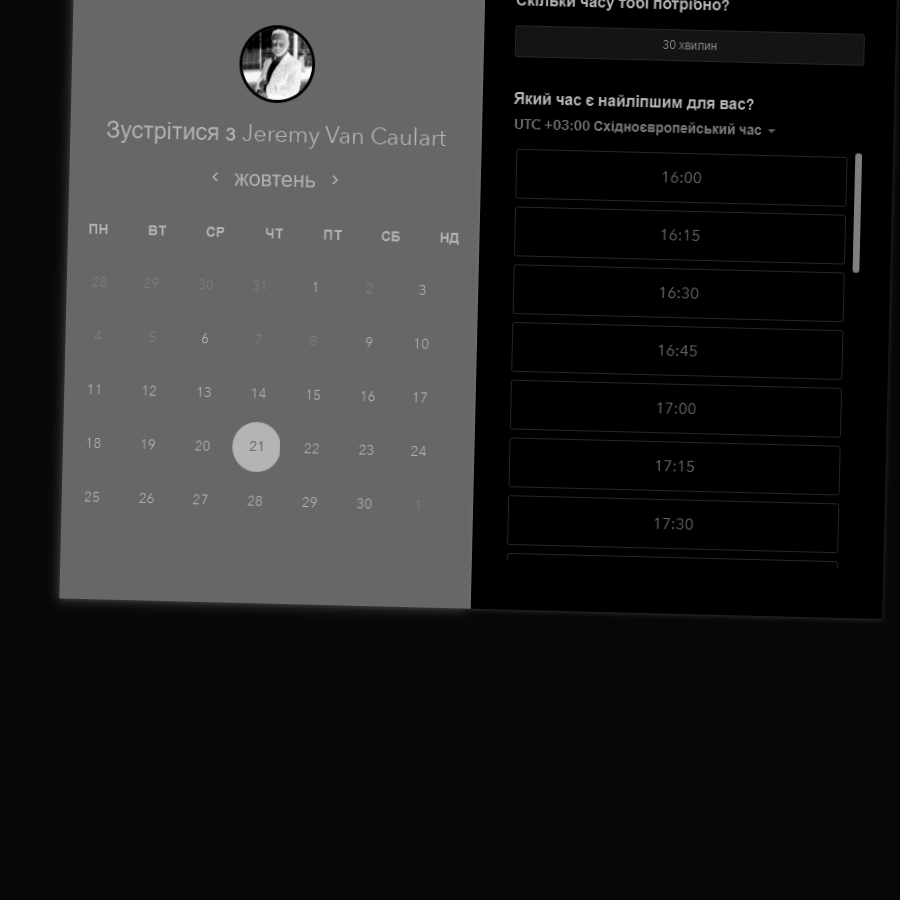 Скільки часу тобі потрібно?
30 хвилин
Зустрітися з Jeremy Van Caulart
жовтень
ПН ВТ СР ЧТ ПТ СБ НД
28 29 30 31 1 2 3
4 5 6 7 8 9 10
11 12 13 14 15 16 17
18 19 20 21 22 23 24
25 26 27 28 29 30 1
Який час є найліпшим для вас?
UTC +03:00 Східноєвропейський час
16:00
16:15
16:30
16:45
17:00
17:15
17:30